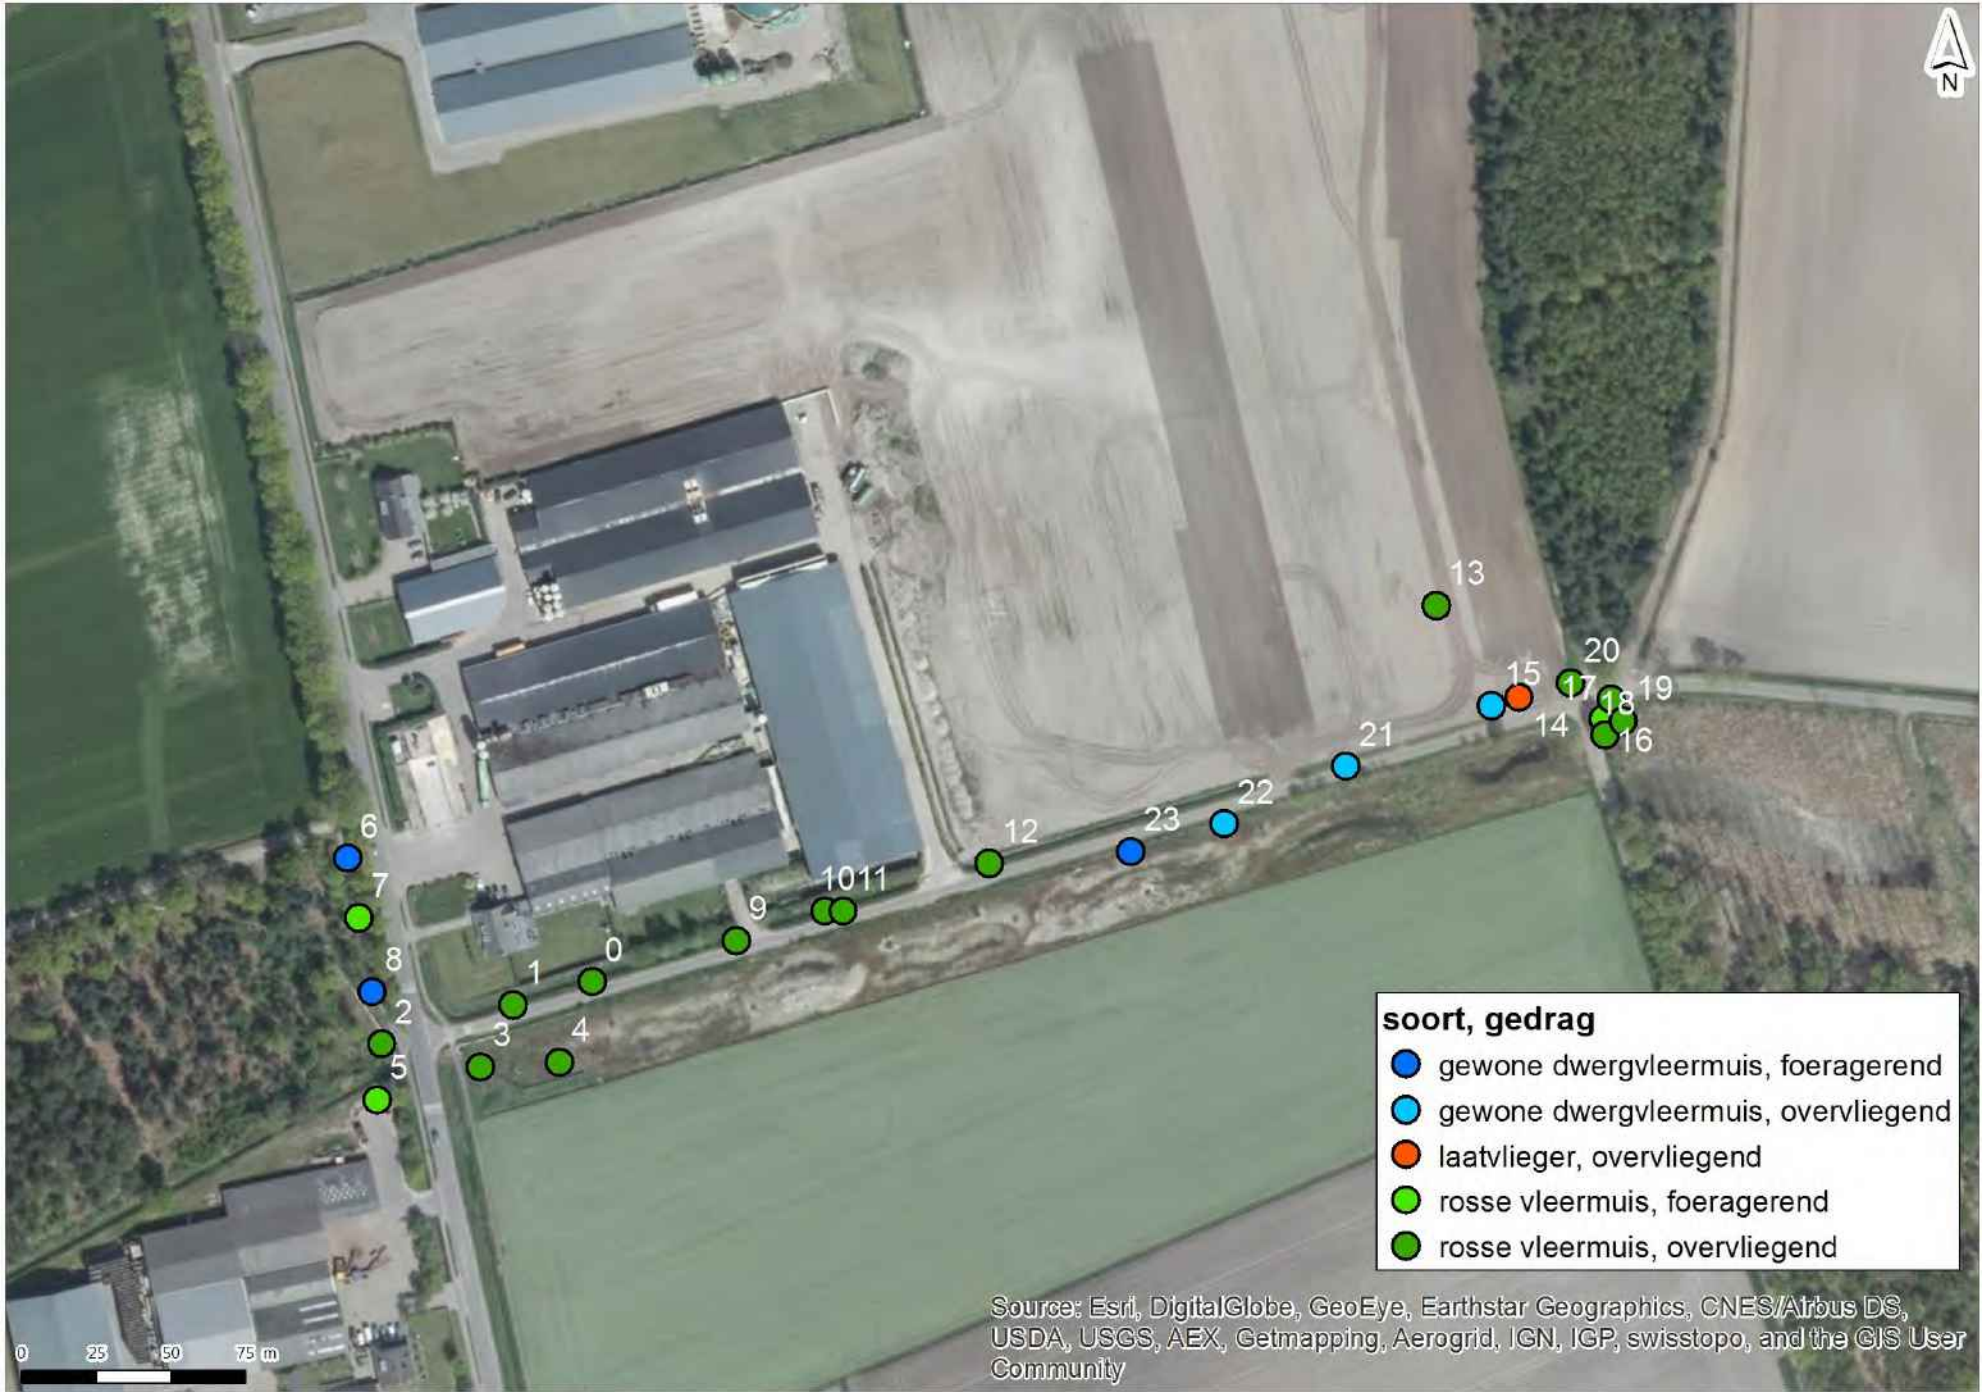 N
13
20
15
17
19
18
14
16
21
22
6
23
12
7
10 11
9
8
0
1
2
3
4
5
soort, gedrag
gewone dwergvleermuis, foeragerend
gewone dwergvleermuis, overvliegend
laatvlieger, overvliegend
rosse vleermuis, foeragerend
rosse vleermuis, overvliegend
Source: Esri, DigitalGlobe, GeoEye, Earthstar Geographics, CNES/Airbus DS,
USDA, USGS, AEX, Getmapping, Aerogrid, IGN, IGP, swisstopo, and the GIS User
Community
0 25 50 75 m